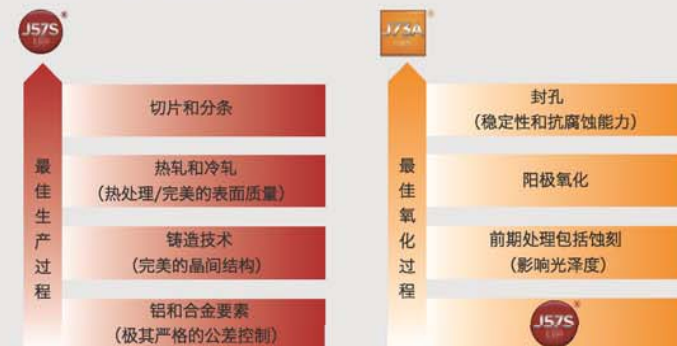 J57S
®
最佳生产过程
切片和分条
热轧和冷轧
(热处理/完美的表面质量)
铸造技术
(完美的晶间结构)
铝和合金要素
(极其严格的公差控制)
J73A
®
最佳氧化过程
封孔
(稳定性和抗腐蚀能力)
阳极氧化
前期处理包括蚀刻
(影响光泽度)
J57S
®